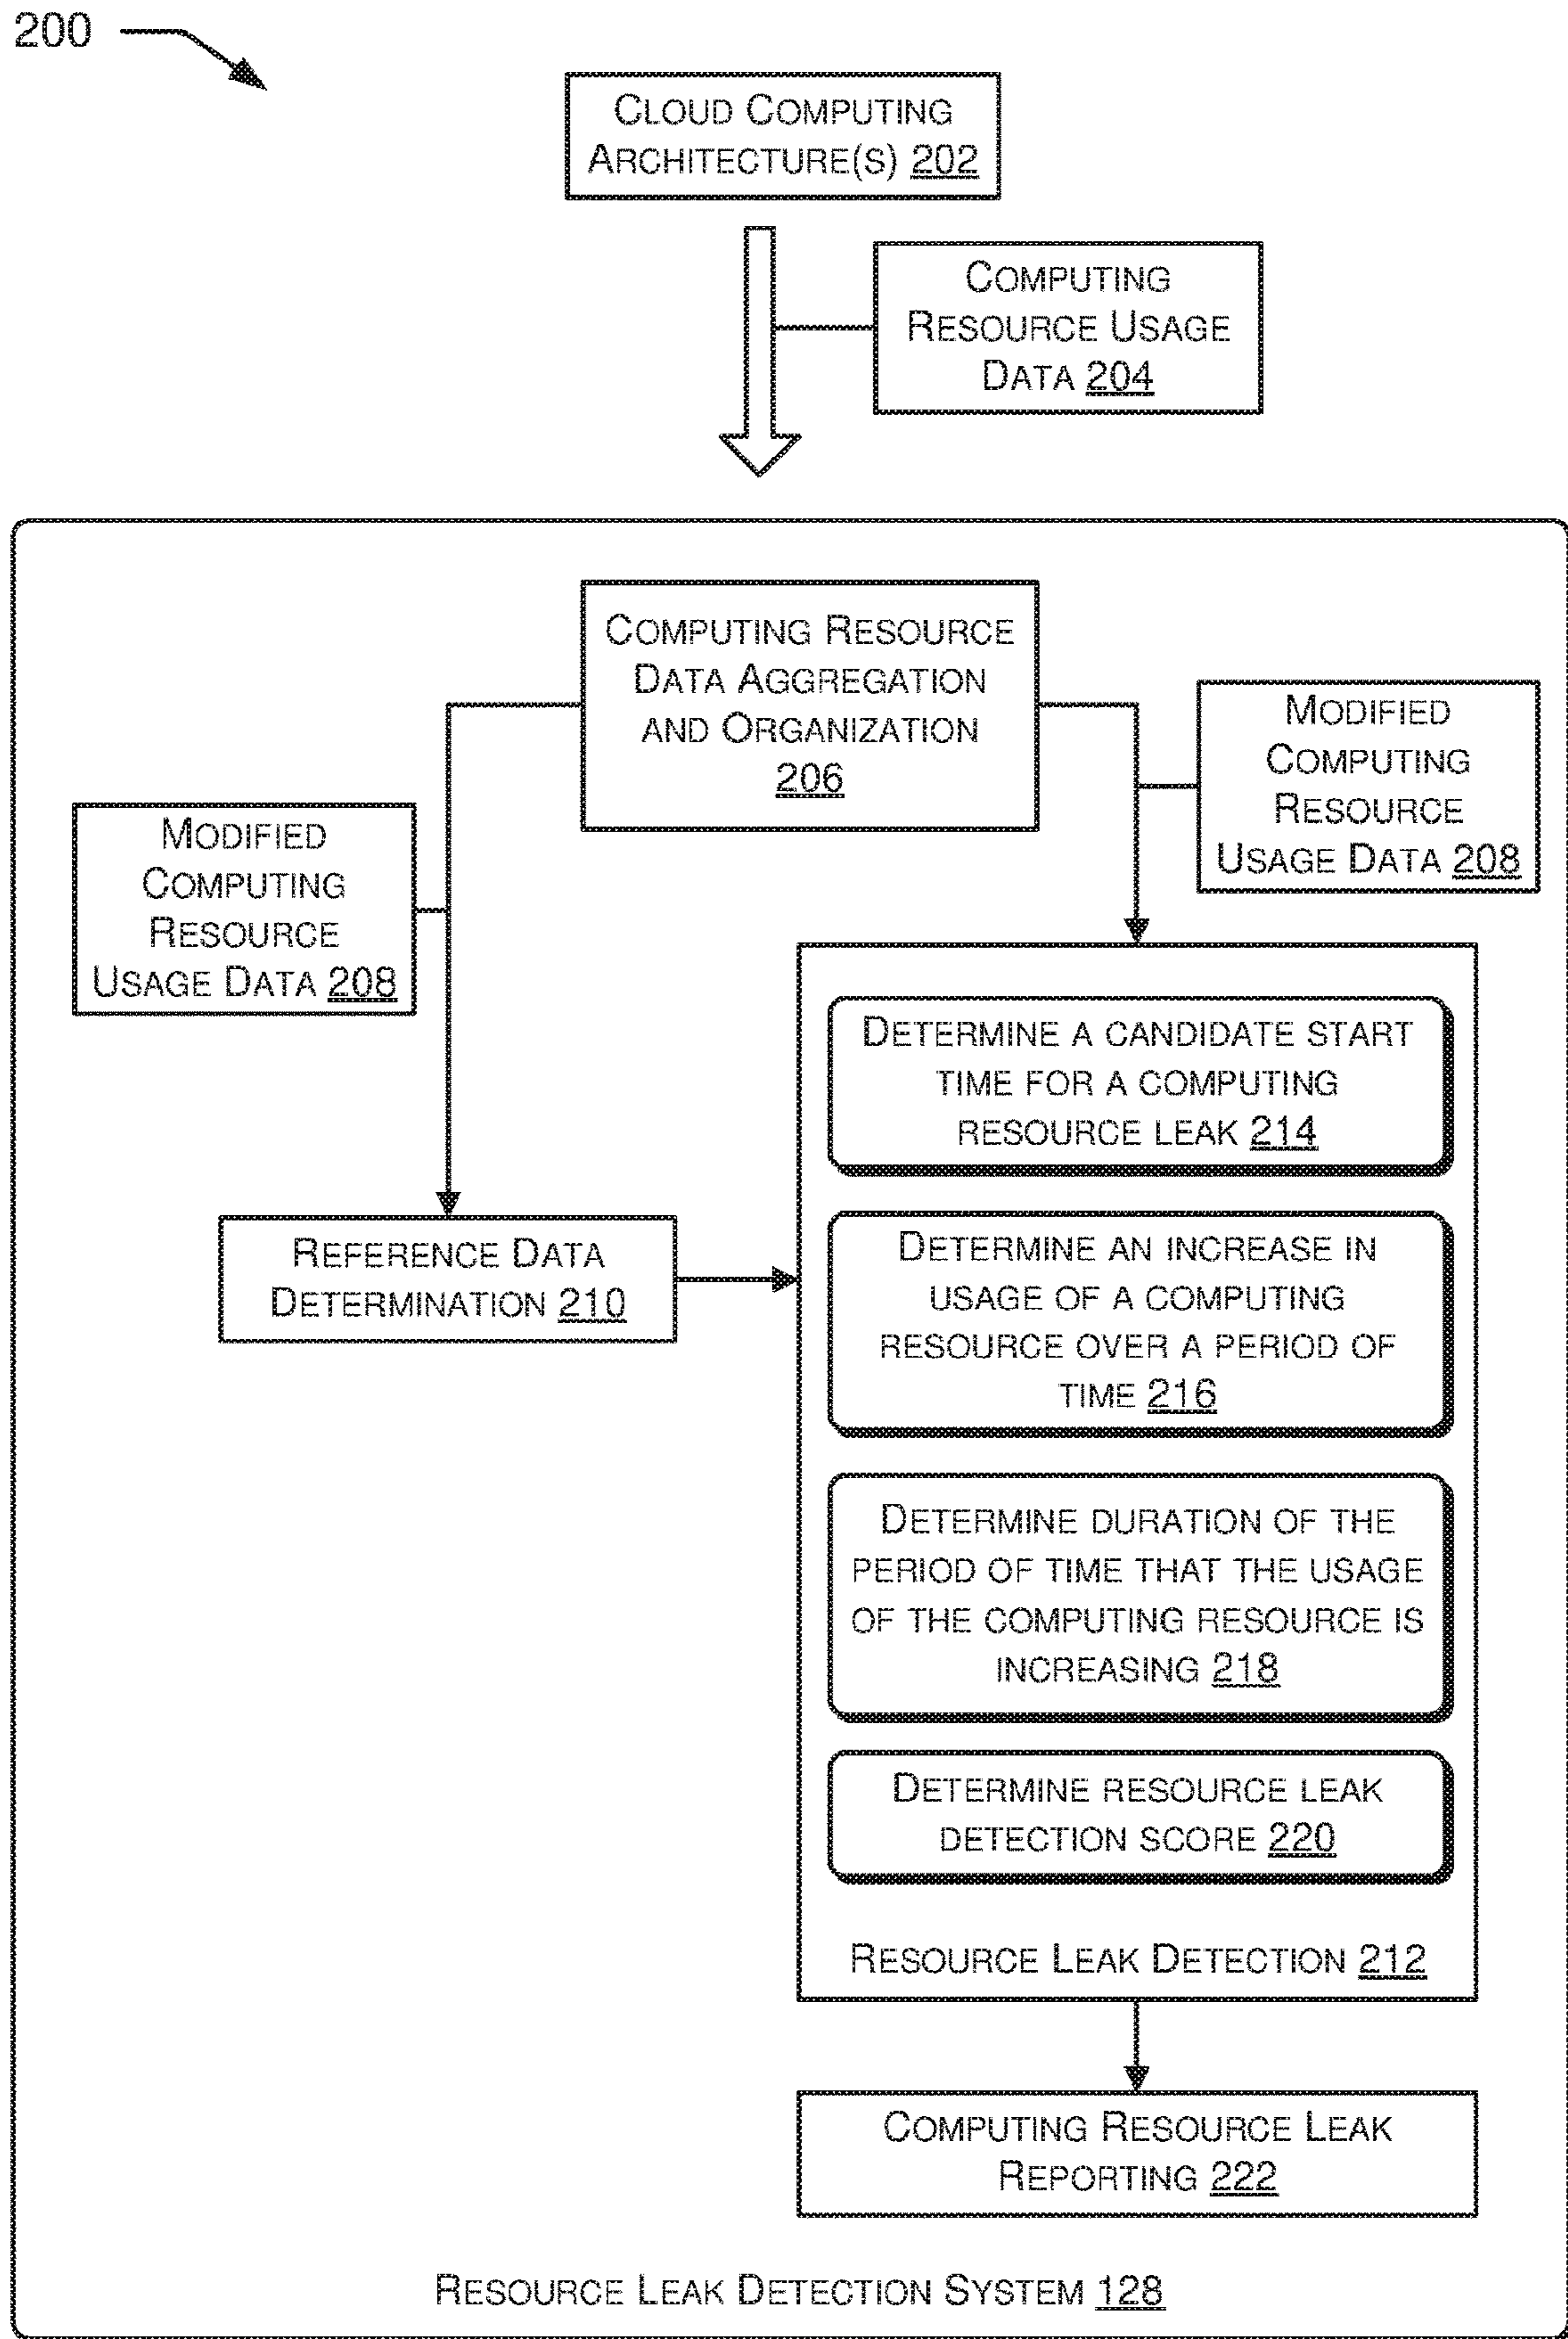 200
CLOUD COMPUTING
ARCHITECTURE(S) 202
COMPUTING
RESOURCE USAGE
DATA 204
COMPUTING RESOURCE
DATA AGGREGATION
AND ORGANIZATION
206
MODIFIED
COMPUTING
RESOURCE
USAGE DATA 208
MODIFIED
COMPUTING
RESOURCE
USAGE DATA 208
DETERMINE A CANDIDATE START
TIME FOR A COMPUTING
RESOURCE LEAK 214
REFERENCE DATA
DETERMINATION 210
DETERMINE AN INCREASE IN
USAGE OF A COMPUTING
RESOURCE OVER A PERIOD OF
TIME 216
DETERMINE DURATION OF THE
PERIOD OF TIME THAT THE USAGE
OF THE COMPUTING RESOURCE IS
INCREASING 218
DETERMINE RESOURCE LEAK
DETECTION SCORE 220
RESOURCE LEAK DETECTION 212
COMPUTING RESOURCE LEAK
REPORTING 222
RESOURCE LEAK DETECTION SYSTEM 128